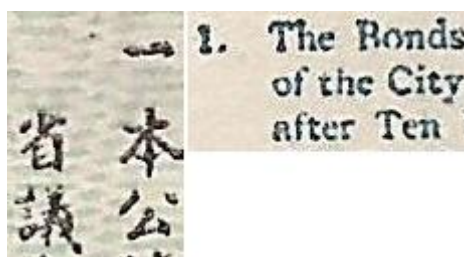 一本公
省議
1. The Bonds
of the City
after Ten